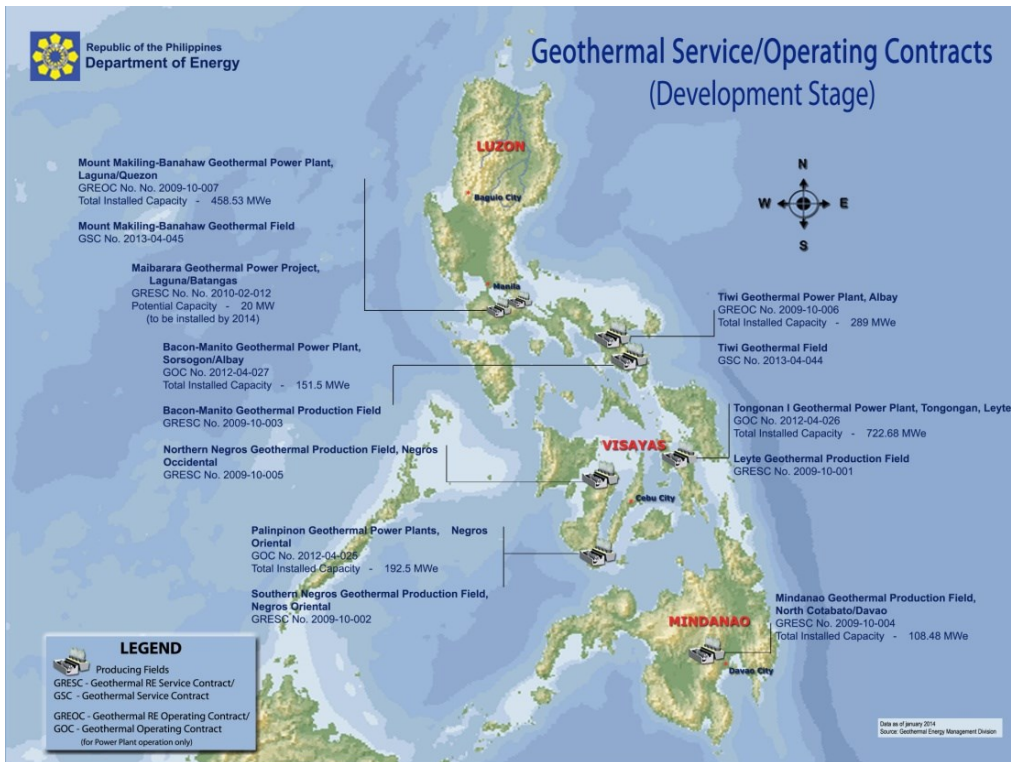 Republic of the Philippines
Department of Energy
Geothermal Service/Operating Contracts
(Development Stage)
Mount Makiling-Banahaw Geothermal Power Plant,
Laguna/Quezon
GREOC No. No. 2009-10-007
Total Installed Capacity - 458.53 MWe
Mount Makiling-Banahaw Geothermal Field
GSC No. 2013-04-045
Maibarara Geothermal Power Project,
Laguna/Batangas
GRESC No. No. 2010-02-012
Potential Capacity - 20 MW
(to be installed by 2014)
Bacon-Manito Geothermal Power Plant,
Sorsogon/Albay
GOC No. 2012-04-027
Total Installed Capacity - 151.5 MWe
Bacon-Manito Geothermal Production Field
GRESC No. 2009-10-003
Northern Negros Geothermal Production Field, Negros
Occidental
GRESC No. 2009-10-005
Palinpinon Geothermal Power Plants, Negros
Oriental
GOC No. 2012-04-025
Total Installed Capacity - 192.5 MWe
Southern Negros Geothermal Production Field,
Negros Oriental
GRESC No. 2009-10-002
LUZON
Baguio City
Manila
VISAYAS
Cebu City
MINDANAO
Davao City
N
W
E
S
Tiwi Geothermal Power Plant, Albay
GREOC No. 2009-10-006
Total Installed Capacity - 289 MWe
Tiwi Geothermal Field
GSC No. 2013-04-044
Tongonan I Geothermal Power Plant, Tongongan, Leyte
GOC No. 2012-04-026
Total Installed Capacity - 722.68 MWe
Leyte Geothermal Production Field
GRESC No. 2009-10-001
Mindanao Geothermal Production Field,
North Cotabato/Davao
GRESC No. 2009-10-004
Total Installed Capacity - 108.48 MWe
LEGEND
Producing Fields
GRESC - Geothermal RE Service Contract/
GSC - Geothermal Service Contract
GREOC - Geothermal RE Operating Contract/
GOC - Geothermal Operating Contract
(for Power Plant operation only)
Data as of january 2014
Source: Geothermal Energy Management Division